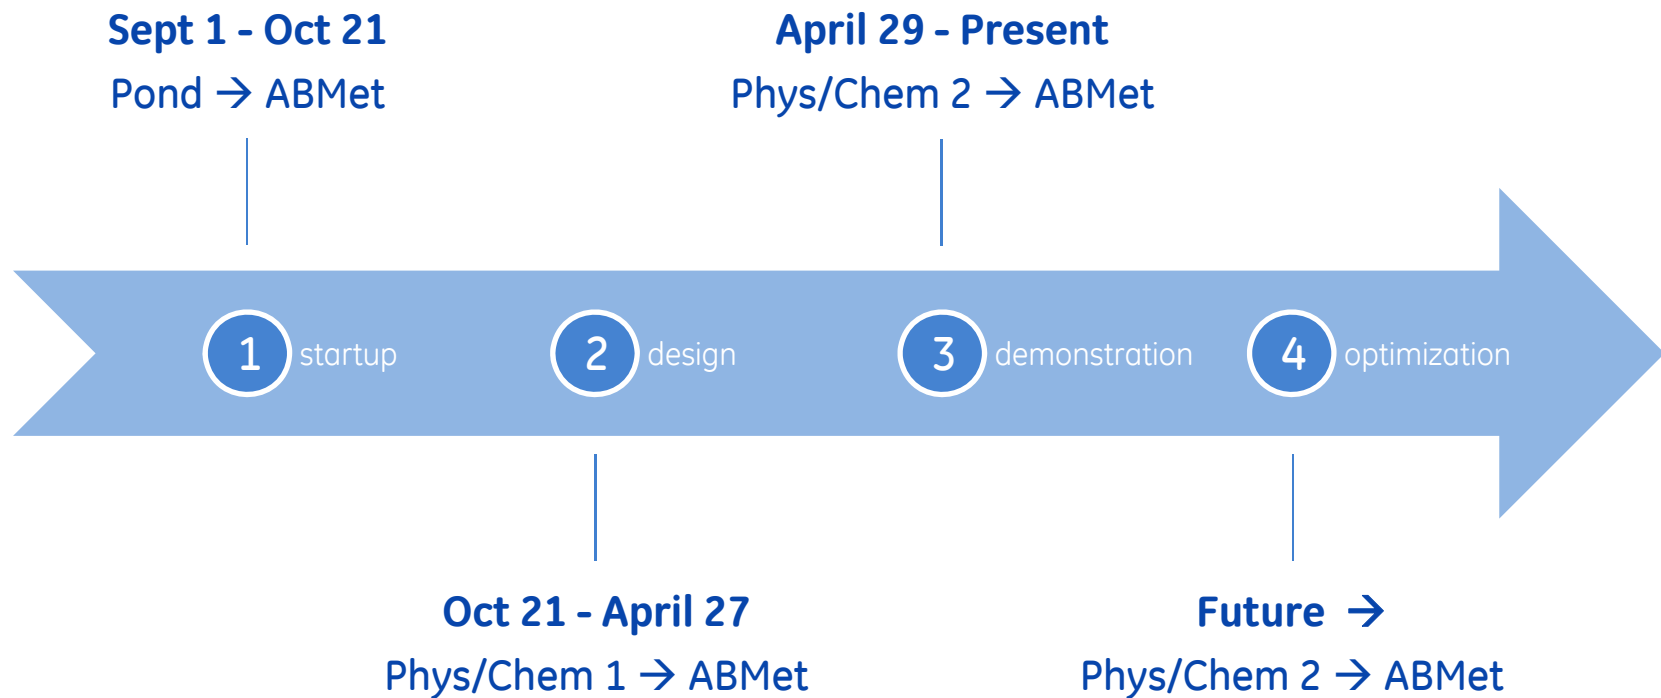 Sept 1 - Oct 21
Pond → ABMet
April 29 - Present
Phys/Chem 2 → ABMet
1 startup
2 design
3 demonstration
4 optimization
Oct 21 - April 27
Phys/Chem 1 → ABMet
Future →
Phys/Chem 2 → ABMet